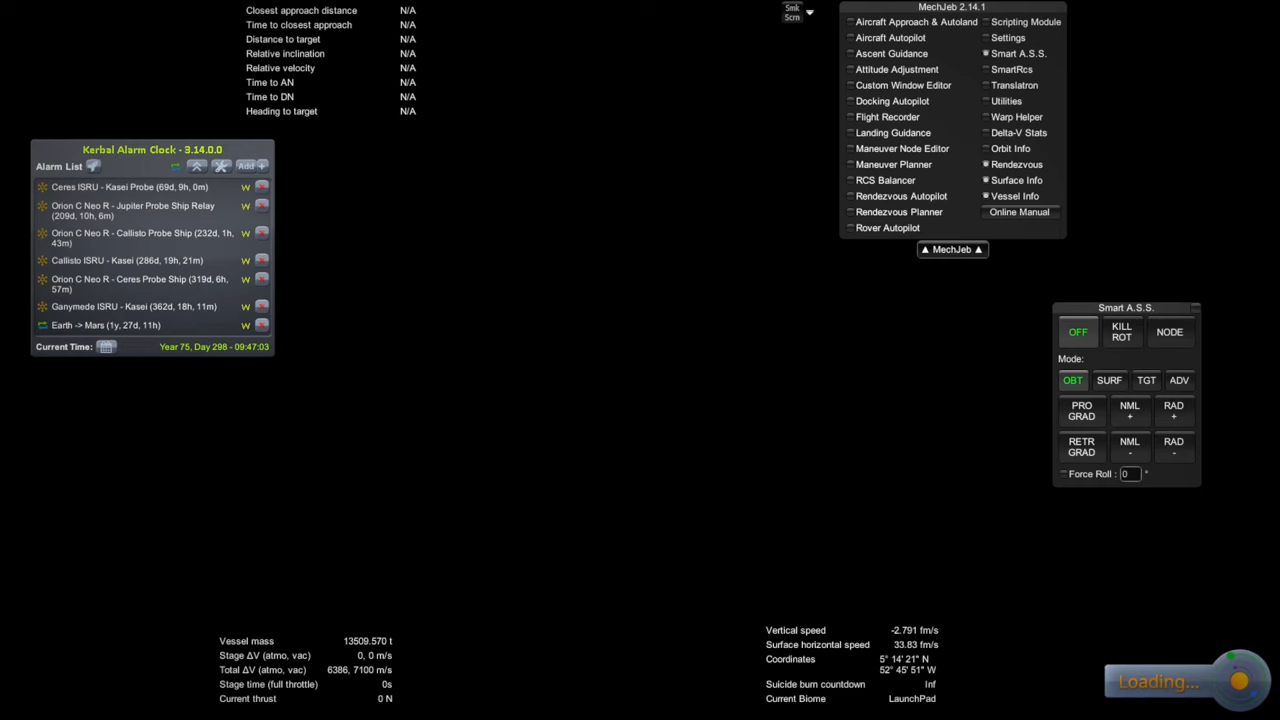 Closest approach distance N/A
Time to closest approach N/A
Distance to target N/A
Relative inclination N/A
Relative velocity N/A
Time to AN N/A
Time to DN N/A
Heading to target N/A
Smk
Scrn
MechJeb 2.14.1
Aircraft Approach & Autoland Scripting Module
Aircraft Autopilot Settings
Ascent Guidance Smart A.S.S.
Attitude Adjustment SmartRcs
Custom Window Editor Translatron
Docking Autopilot Utilities
Flight Recorder Warp Helper
Landing Guidance Delta-V Stats
Maneuver Node Editor Orbit Info
Maneuver Planner Rendezvous
RCS Balancer Surface Info
Rendezvous Autopilot Vessel Info
Rendezvous Planner Online Manual
Rover Autopilot
▲ MechJeb ▲
Kerbal Alarm Clock - 3.14.0.0
Alarm List Add +
Ceres ISRU - Kasei Probe (69d, 9h, 0m) W
Orion C Neo R - Jupiter Probe Ship Relay W
(209d, 10h, 6m)
Orion C Neo R - Callisto Probe Ship (232d, 1h, W
43m)
Callisto ISRU - Kasei (286d, 19h, 21m) W
Orion C Neo R - Ceres Probe Ship (319d, 6h, W
57m)
Ganymede ISRU - Kasei (362d, 18h, 11m) W
Earth -> Mars (1y, 27d, 11h) W
Current Time: Year 75, Day 298 - 09:47:03
Smart A.S.S.
OFF KILL ROT NODE
Mode:
OBT SURF TGT ADV
PRO GRAD NML + RAD +
RETR GRAD NML - RAD -
Force Roll : 0 °
Vessel mass 13509.570 t
Stage ΔV (atmo, vac) 0, 0 m/s
Total ΔV (atmo, vac) 6386, 7100 m/s
Stage time (full throttle) 0s
Current thrust 0 N
Vertical speed -2.791 fm/s
Surface horizontal speed 33.83 fm/s
Coordinates 5° 14' 21" N
52° 45' 51" W
Suicide burn countdown Inf
Current Biome LaunchPad
Loading...